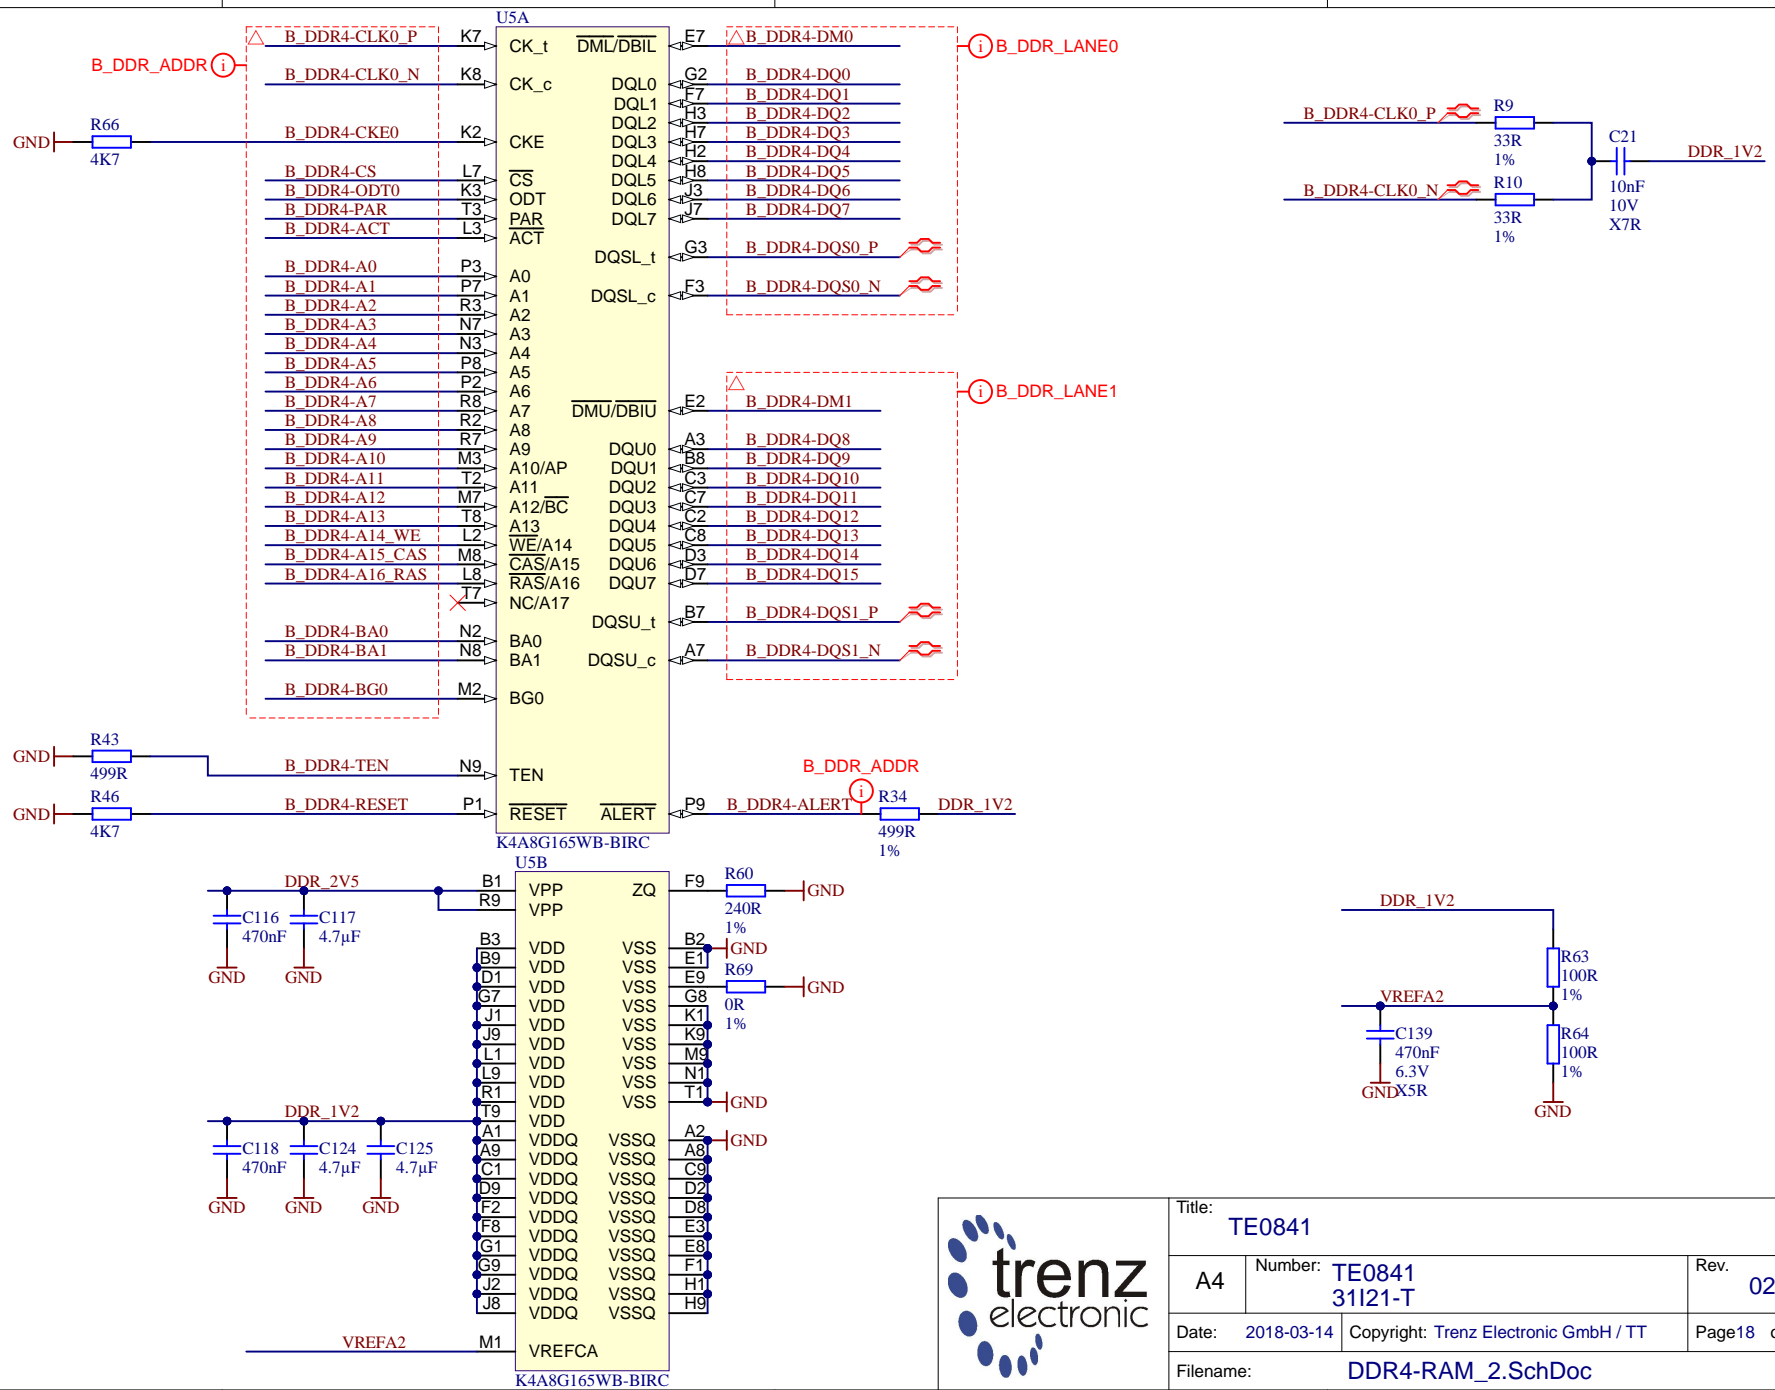 U5A
B_DDR_ADDR
B_DDR4-CLK0_P K7 CK_t
B_DDR4-CLK0_N K8 CK_c
GND R66 4K7 B_DDR4-CKE0 K2 CKE
B_DDR4-CS L7 CS
B_DDR4-ODT0 K3 ODT
B_DDR4-PAR T3 PAR
B_DDR4-ACT L3 ACT
B_DDR4-A0 P3 A0
B_DDR4-A1 P7 A1
B_DDR4-A2 R3 A2
B_DDR4-A3 N7 A3
B_DDR4-A4 N3 A4
B_DDR4-A5 P8 A5
B_DDR4-A6 P2 A6
B_DDR4-A7 R8 A7
B_DDR4-A8 R2 A8
B_DDR4-A9 R7 A9
B_DDR4-A10 M3 A10/AP
B_DDR4-A11 T2 A11
B_DDR4-A12 M7 A12/BC
B_DDR4-A13 T8 A13
B_DDR4-A14_WE L2 WE/A14
B_DDR4-A15_CAS M8 CAS/A15
B_DDR4-A16_RAS L8 RAS/A16
T7 NC/A17
B_DDR4-BA0 N2 BA0
B_DDR4-BA1 N8 BA1
B_DDR4-BG0 M2 BG0
GND R43 499R B_DDR4-TEN N9 TEN
GND R46 4K7 B_DDR4-RESET P1 RESET
DML/DBIL E7 B_DDR4-DM0
i B_DDR_LANE0
DQL0 G2 B_DDR4-DQ0
DQL1 F7 B_DDR4-DQ1
DQL2 H3 B_DDR4-DQ2
DQL3 H7 B_DDR4-DQ3
DQL4 H2 B_DDR4-DQ4
DQL5 H8 B_DDR4-DQ5
DQL6 J3 B_DDR4-DQ6
DQL7 J7 B_DDR4-DQ7
DQSL_t G3 B_DDR4-DQS0_P
DQSL_c F3 B_DDR4-DQS0_N
i B_DDR_LANE1
DMU/DBIU E2 B_DDR4-DM1
DQU0 A3 B_DDR4-DQ8
DQU1 B8 B_DDR4-DQ9
DQU2 C3 B_DDR4-DQ10
DQU3 C7 B_DDR4-DQ11
DQU4 C2 B_DDR4-DQ12
DQU5 C8 B_DDR4-DQ13
DQU6 D3 B_DDR4-DQ14
DQU7 D7 B_DDR4-DQ15
DQSU_t B7 B_DDR4-DQS1_P
DQSU_c A7 B_DDR4-DQS1_N
B_DDR_ADDR
i
ALERT P9 B_DDR4-ALERT R34 499R 1% DDR_1V2
K4A8G165WB-BIRC
B_DDR4-CLK0_P R9 33R 1%
B_DDR4-CLK0_N R10 33R 1%
C21 10nF 10V X7R DDR_1V2
U5B
DDR_2V5 B1 VPP
R9 VPP
C116 470nF GND
C117 4.7µF GND
B3 VDD
B9 VDD
D1 VDD
G7 VDD
J1 VDD
J9 VDD
L1 VDD
L9 VDD
R1 VDD
DDR_1V2 T9 VDD
C118 470nF GND
C124 4.7µF GND
C125 4.7µF GND
A1 VDDQ
A9 VDDQ
C1 VDDQ
D9 VDDQ
F2 VDDQ
F8 VDDQ
G1 VDDQ
G9 VDDQ
J2 VDDQ
J8 VDDQ
VREFA2 M1 VREFCA
ZQ F9 R60 240R 1% GND
VSS B2 GND
VSS E1
VSS E9 R69 0R 1% GND
VSS G8
VSS K1
VSS K9
VSS M9
VSS N1
VSS T1 GND
VSSQ A2 GND
VSSQ A8
VSSQ C9
VSSQ D2
VSSQ D8
VSSQ E3
VSSQ E8
VSSQ F1
VSSQ H1
VSSQ H9
K4A8G165WB-BIRC
DDR_1V2
R63 100R 1%
VREFA2
C139 470nF 6.3V X5R GND
R64 100R 1%
GND
trenz
electronic
Title:
TE0841
A4 Number: TE0841 Rev. 02
31I21-T
Date: 2018-03-14 Copyright: Trenz Electronic GmbH / TT Page18
Filename: DDR4-RAM_2.SchDoc